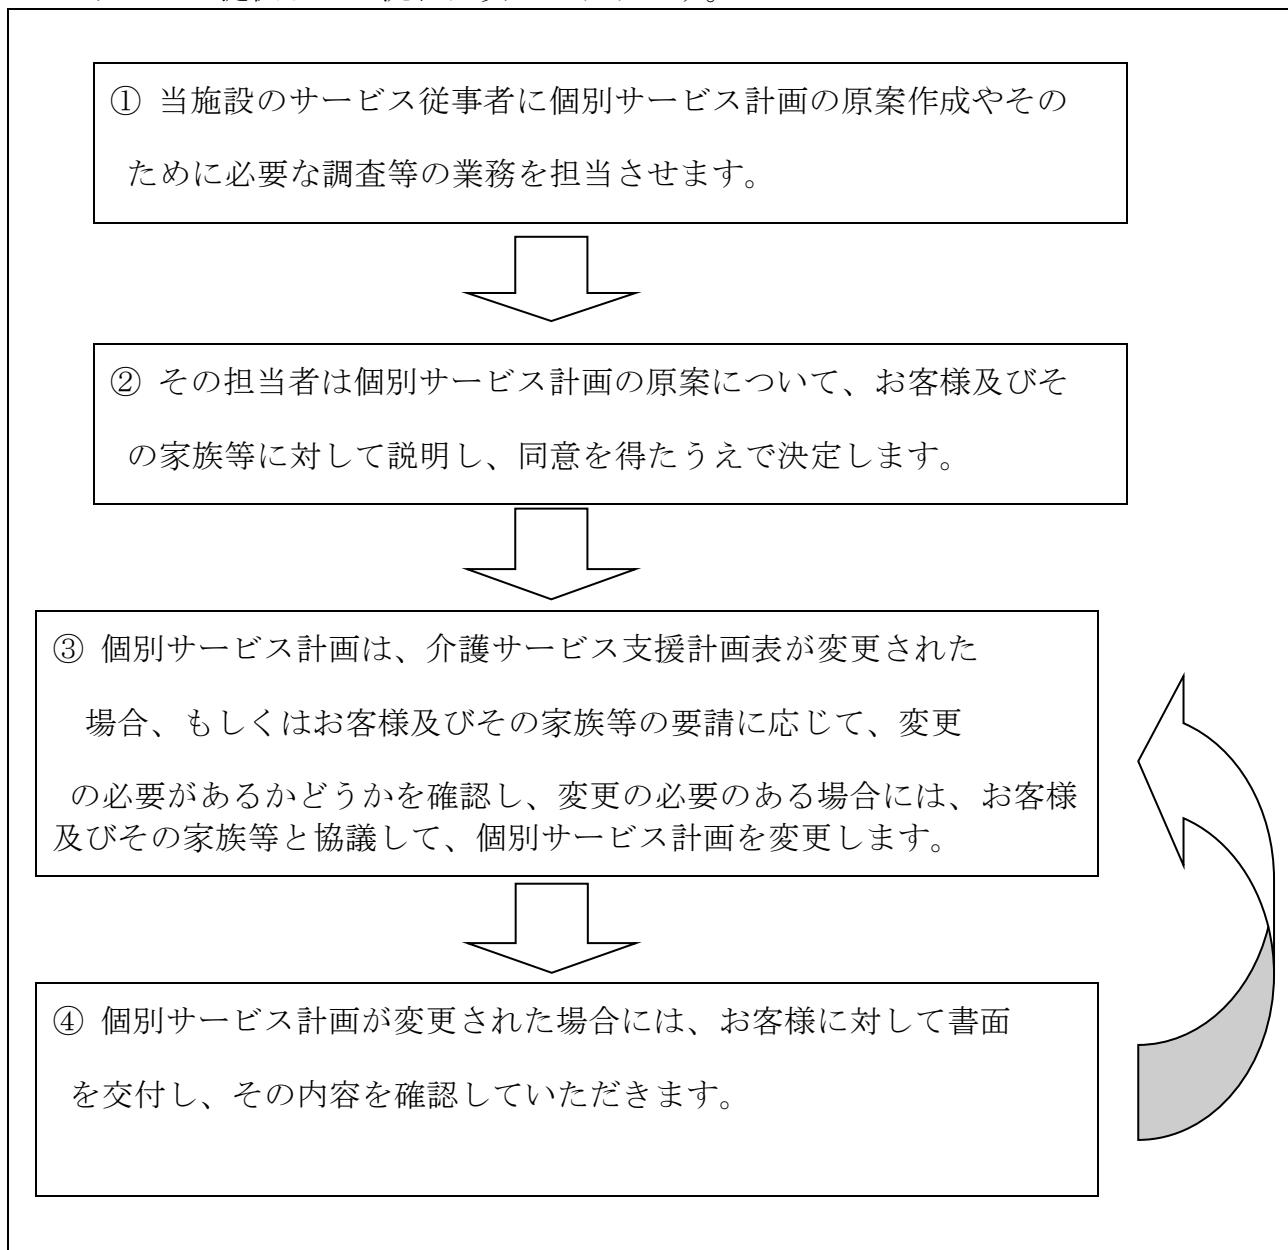 ① 当施設のサービス従事者に個別サービス計画の原案作成やその
ために必要な調査等の業務を担当させます。
② その担当者は個別サービス計画の原案について、お客様及びそ
の家族等に対して説明し、同意を得たうえで決定します。
③ 個別サービス計画は、介護サービス支援計画表が変更された
場合、もしくはお客様及びその家族等の要請に応じて、変更
の必要があるかどうかを確認し、変更の必要のある場合には、お客様
及びその家族等と協議して、個別サービス計画を変更します。
④ 個別サービス計画が変更された場合には、お客様に対して書面
を交付し、その内容を確認していただきます。